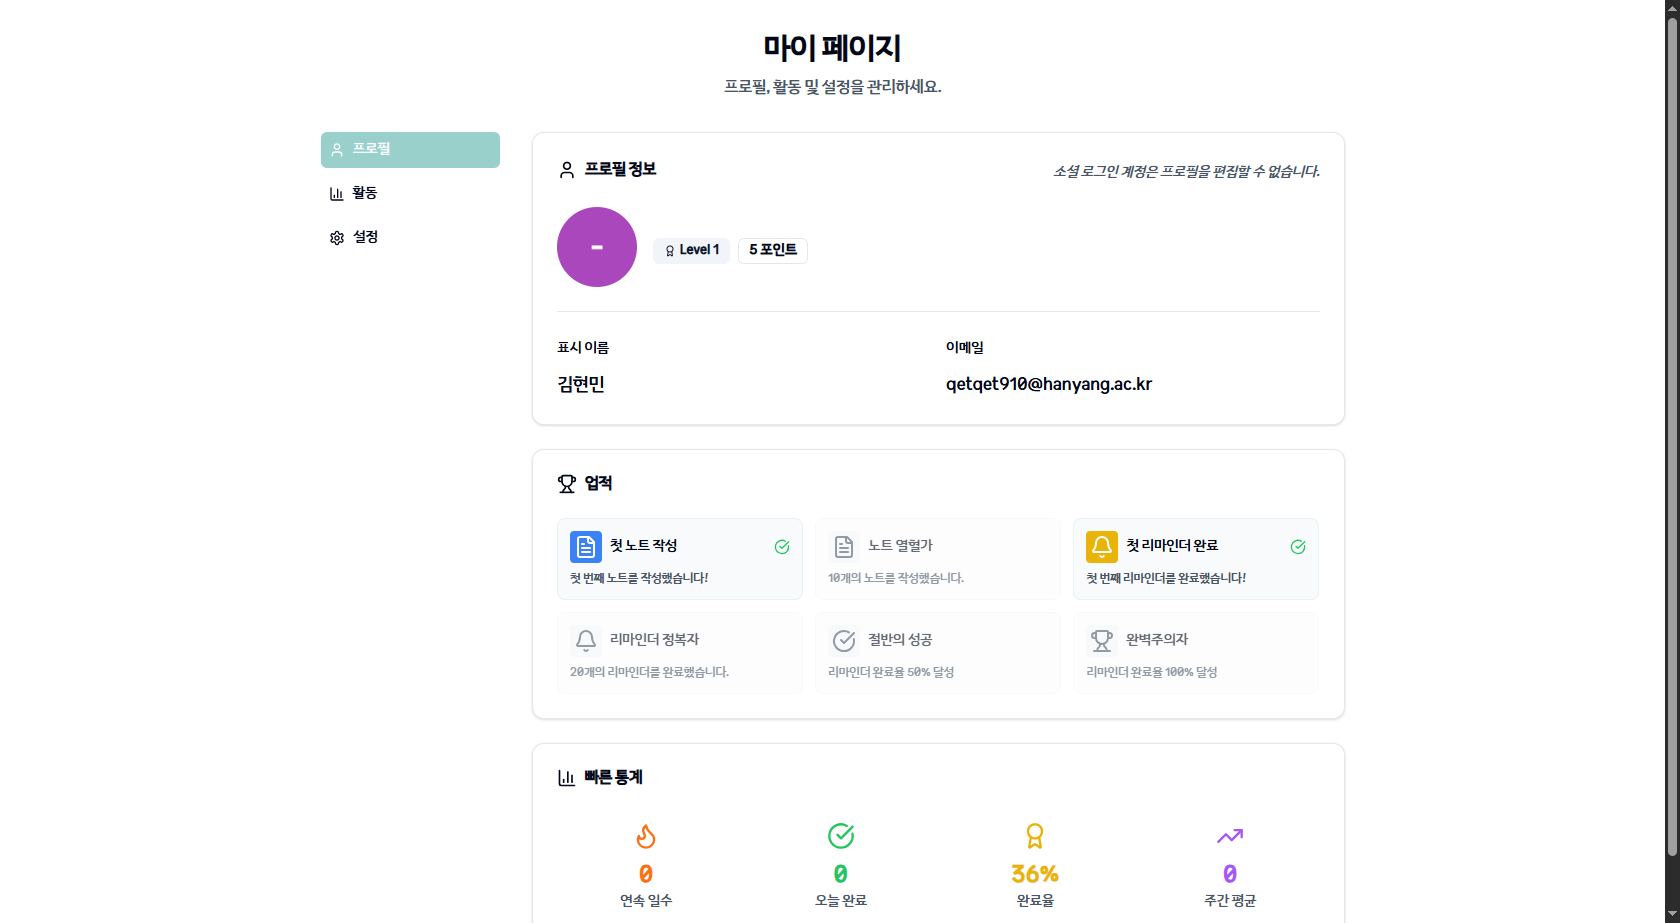 마이 페이지
프로필, 활동 및 설정을 관리하세요.
프로필
활동
설정
프로필 정보
소셜 로그인 계정은 프로필을 편집할 수 없습니다.
-
Level 1
5 포인트
표시 이름
이메일
김현민
qetqet910@hanyang.ac.kr
업적
첫 노트 작성
첫 번째 노트를 작성했습니다!
노트 열혈가
10개의 노트를 작성했습니다.
첫 리마인더 완료
첫 번째 리마인더를 완료했습니다!
리마인더 정복자
20개의 리마인더를 완료했습니다.
절반의 성공
리마인더 완료율 50% 달성
완벽주의자
리마인더 완료율 100% 달성
빠른 통계
0
연속 일수
0
오늘 완료
36%
완료율
0
주간 평균